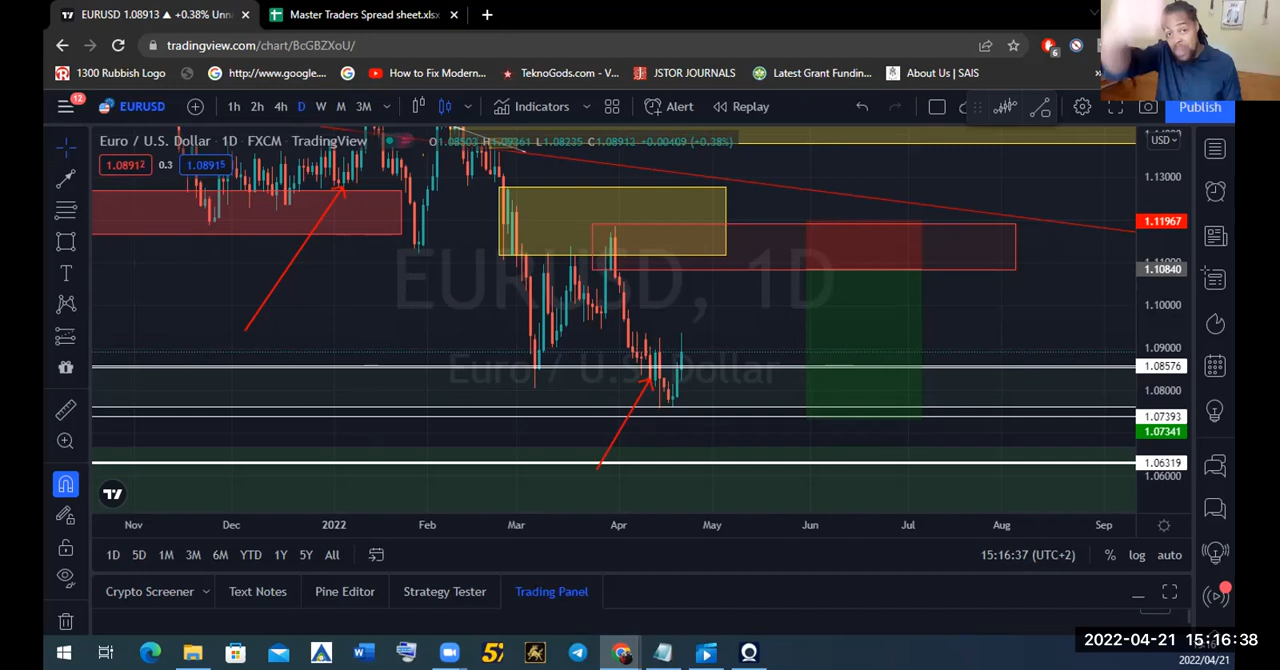 EURUSD 1.08913 ▲ +0.38% Unna
Master Traders Spread sheet.xlsx
tradingview.com/chart/BcGBZXoU/
6
1300 Rubbish Logo
http://www.google....
How to Fix Modern...
TeknoGods.com - V...
JSTOR JOURNALS
Latest Grant Fundin...
About Us | SAIS
»
12
EURUSD
1h 2h 4h D W M 3M
Indicators
Alert
Replay
Publish
Euro / U.S. Dollar · 1D · FXCM · TradingView
O1.08503 H1.09361 L1.08235 C1.08912 +0.00409 (+0.38%)
USD
1.08912 0.3 1.08915
1.13000
1.11967
1.10840
1.10000
1.09000
1.08576
1.08000
1.07393
1.07341
1.06319
1.06000
EURUSD, 1D
Euro / U.S. Dollar
Nov Dec 2022 Feb Mar Apr May Jun Jul Aug Sep
1D 5D 1M 3M 6M YTD 1Y 5Y All
15:16:37 (UTC+2)
% log auto
Crypto Screener
Text Notes
Pine Editor
Strategy Tester
Trading Panel
2022-04-21 15:16:38
2022/04/21